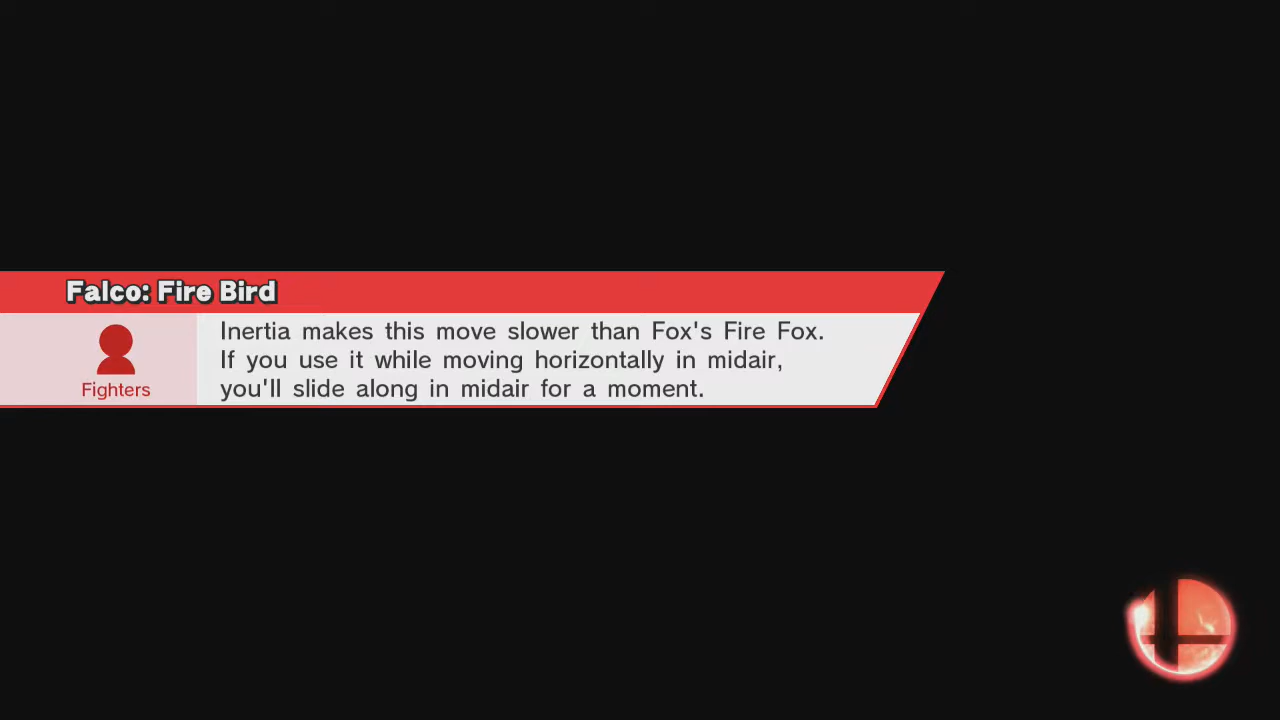 Falco: Fire Bird
Fighters
Inertia makes this move slower than Fox's Fire Fox.
If you use it while moving horizontally in midair,
you'll slide along in midair for a moment.